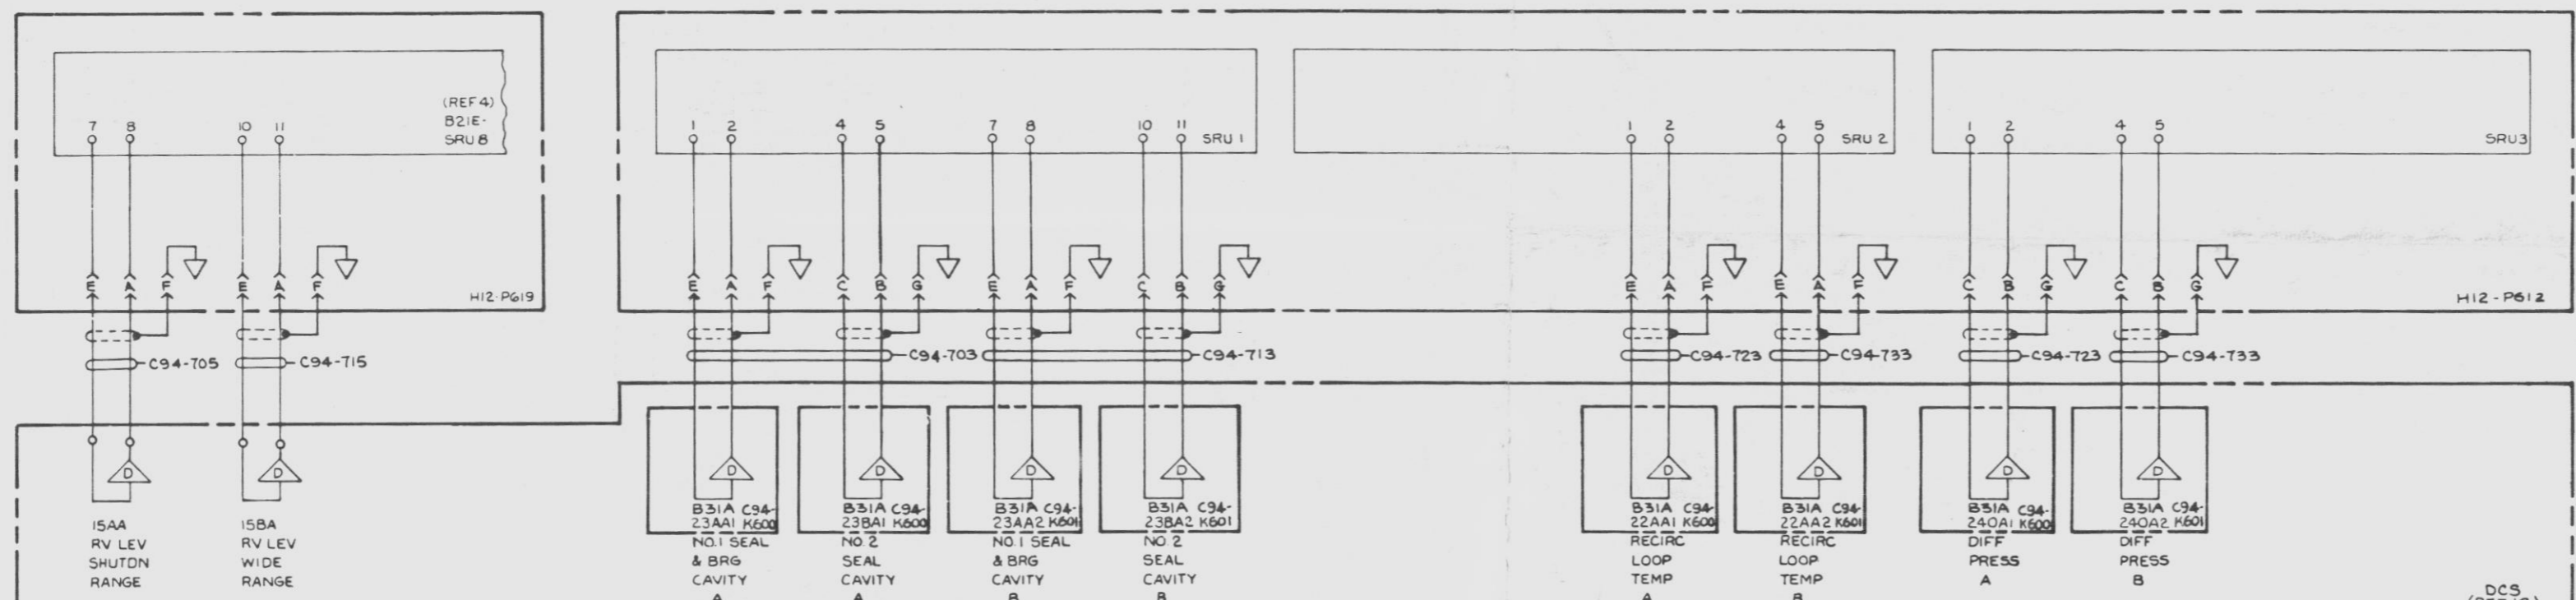 (REF 4)
B21E-
SRU 8
7 8 10 11
E A F E A F
H12-P619
C94-705
C94-715
1 2 4 5 7 8 10 11
SRU 1
1 2 4 5
SRU 2
1 2 4 5
SRU3
E A F C B G E A F C B G
E A F E A F
C B G C B G
H12-P612
C94-703
C94-713
C94-723
C94-733
C94-723
C94-733
D D
D D D D
D D
D D
15AA
RV LEV
SHUTDN
RANGE
15BA
RV LEV
WIDE
RANGE
B31A C94-
23AA1 K600
NO.1 SEAL
& BRG
CAVITY
A
B31A C94-
23BA1 K600
NO.2
SEAL
CAVITY
A
B31A C94-
23AA2 K601
NO.1 SEAL
& BRG
CAVITY
B
B31A C94-
23BA2 K601
NO.2
SEAL
CAVITY
B
B31A C94-
22AA1 K600
RECIRC
LOOP
TEMP
A
B31A C94-
22AA2 K601
RECIRC
LOOP
TEMP
B
B31A C94-
240A1 K600
DIFF
PRESS
A
B31A C94-
240A2 K601
DIFF
PRESS
B
DCS